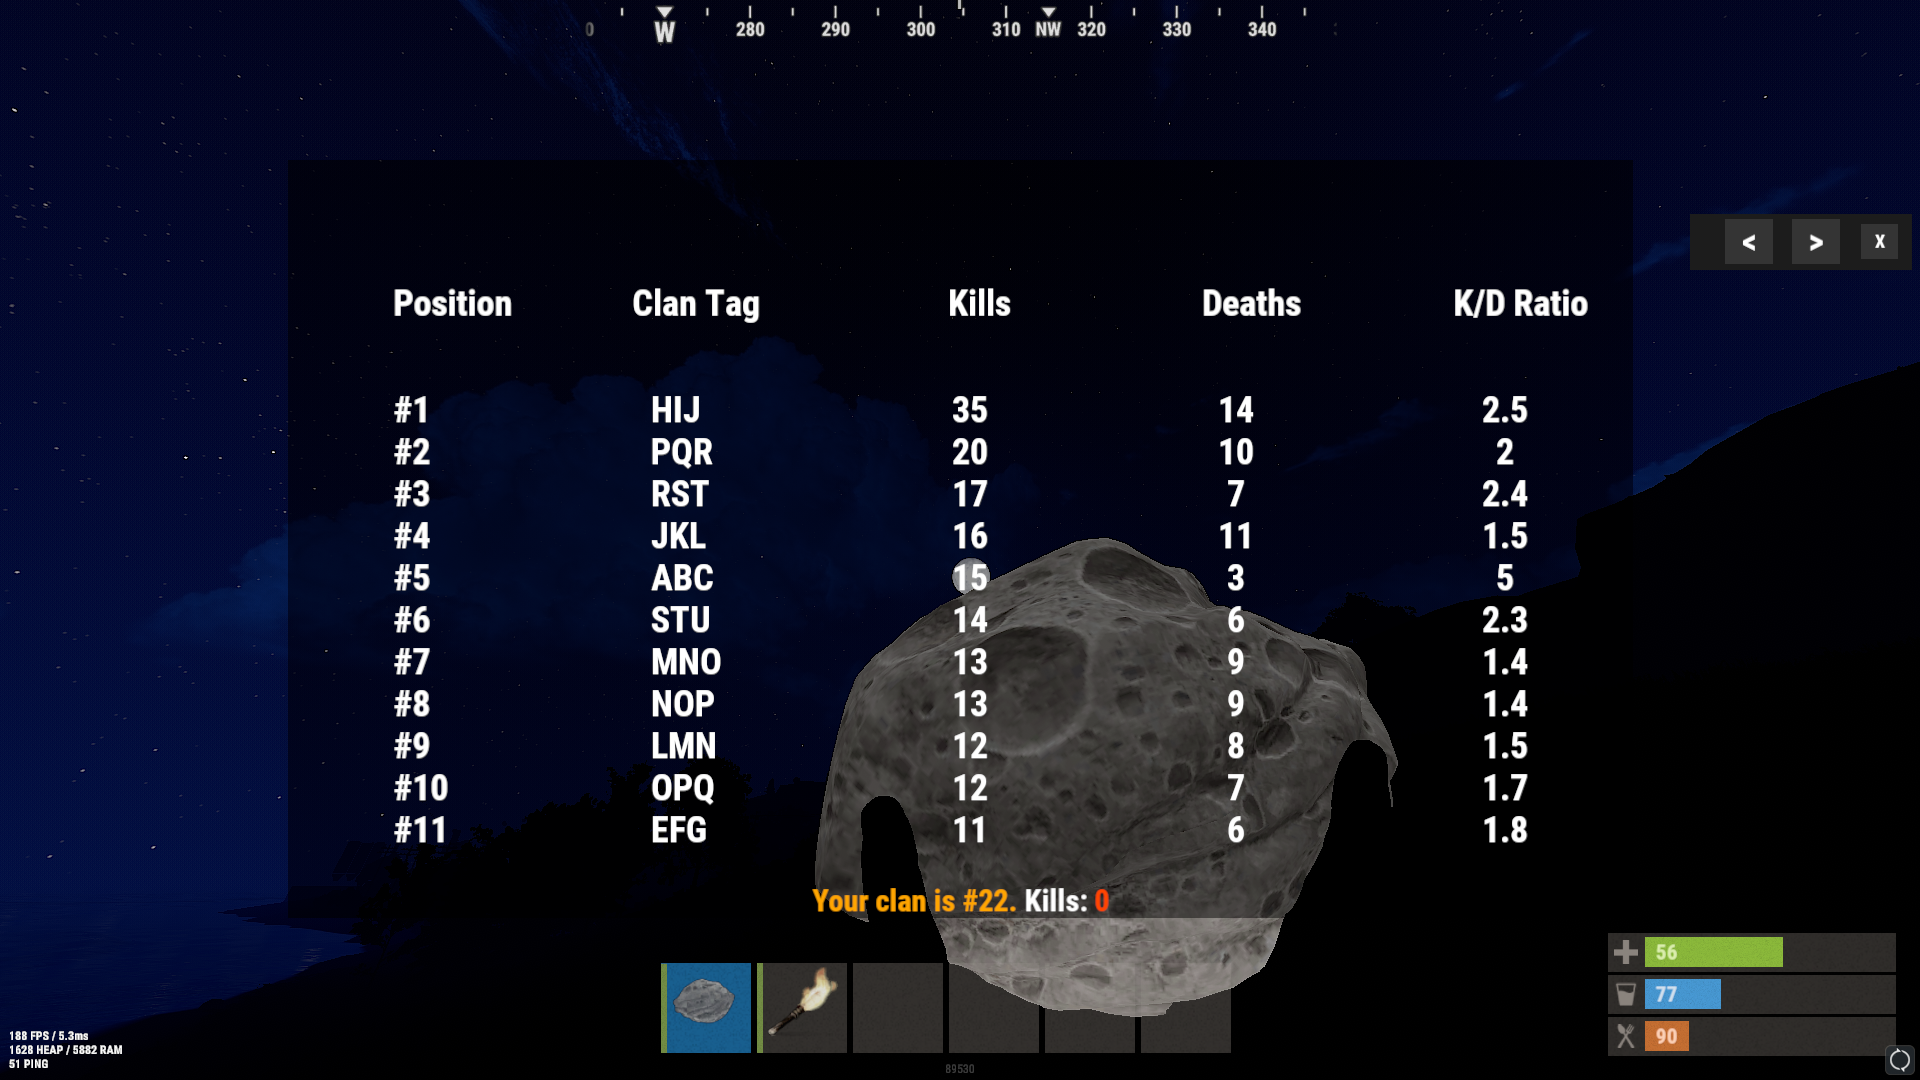 W 280 290 300 310 NW 320 330 340
< > X
Position Clan Tag Kills Deaths K/D Ratio
#1 HIJ 35 14 2.5
#2 PQR 20 10 2
#3 RST 17 7 2.4
#4 JKL 16 11 1.5
#5 ABC 15 3 5
#6 STU 14 6 2.3
#7 MNO 13 9 1.4
#8 NOP 13 9 1.4
#9 LMN 12 8 1.5
#10 OPQ 12 7 1.7
#11 EFG 11 6 1.8
Your clan is #22. Kills: 0
56
77
90
188 FPS / 5.3ms
1628 HEAP / 5882 RAM
51 PING
89530